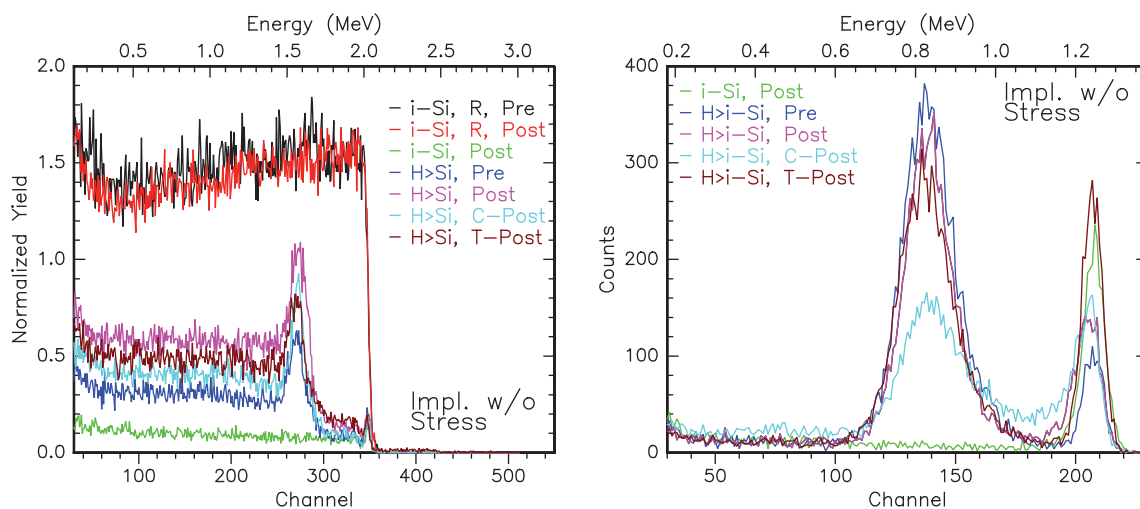 Energy (MeV)
0.5 1.0 1.5 2.0 2.5 3.0
2.0
1.5
1.0
0.5
0.0
Normalized Yield
i-Si, R, Pre
i-Si, R, Post
i-Si, Post
H>Si, Pre
H>Si, Post
H>Si, C-Post
H>Si, T-Post
Impl. w/o
Stress
100 200 300 400 500
Channel
Energy (MeV)
0.2 0.4 0.6 0.8 1.0 1.2
400
300
200
100
0
Counts
i-Si, Post
H>i-Si, Pre
H>i-Si, Post
H>i-Si, C-Post
H>i-Si, T-Post
Impl. w/o
Stress
50 100 150 200
Channel